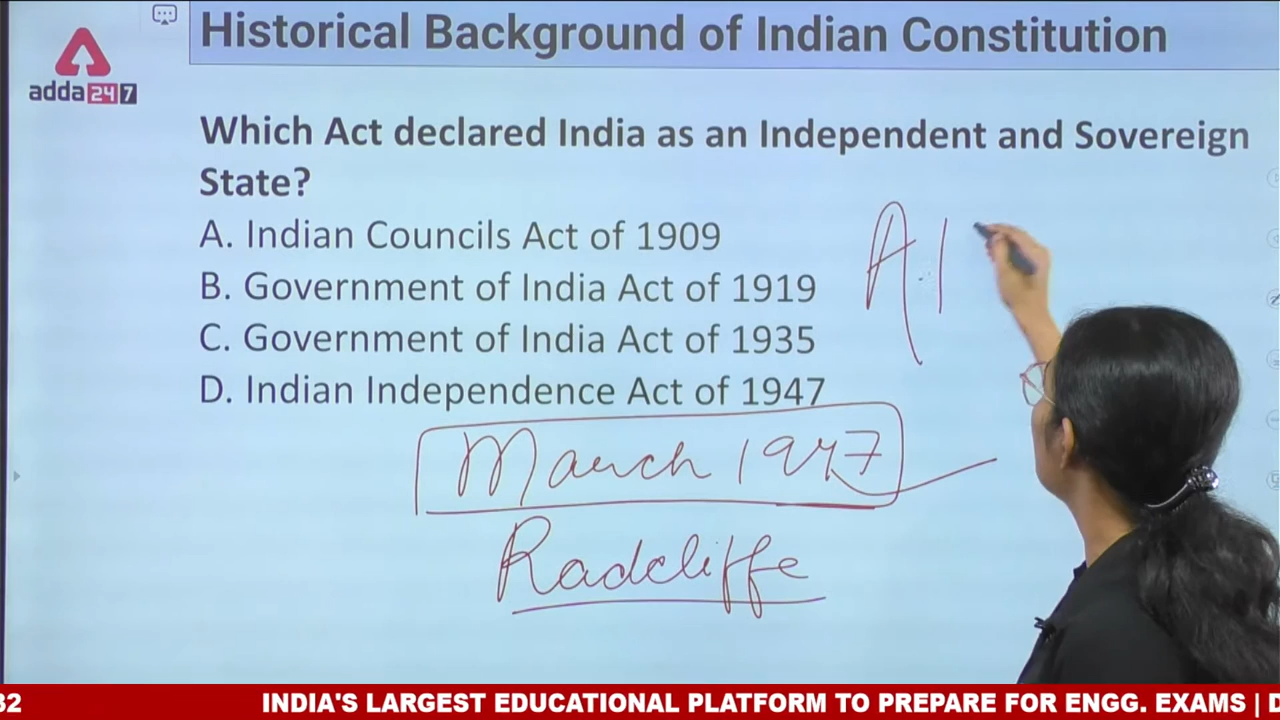 Historical Background of Indian Constitution
adda247
Which Act declared India as an Independent and Sovereign
State?
A. Indian Councils Act of 1909
B. Government of India Act of 1919
C. Government of India Act of 1935
D. Indian Independence Act of 1947
A
March 1947
Radcliffe
32
INDIA'S LARGEST EDUCATIONAL PLATFORM TO PREPARE FOR ENGG. EXAMS | D